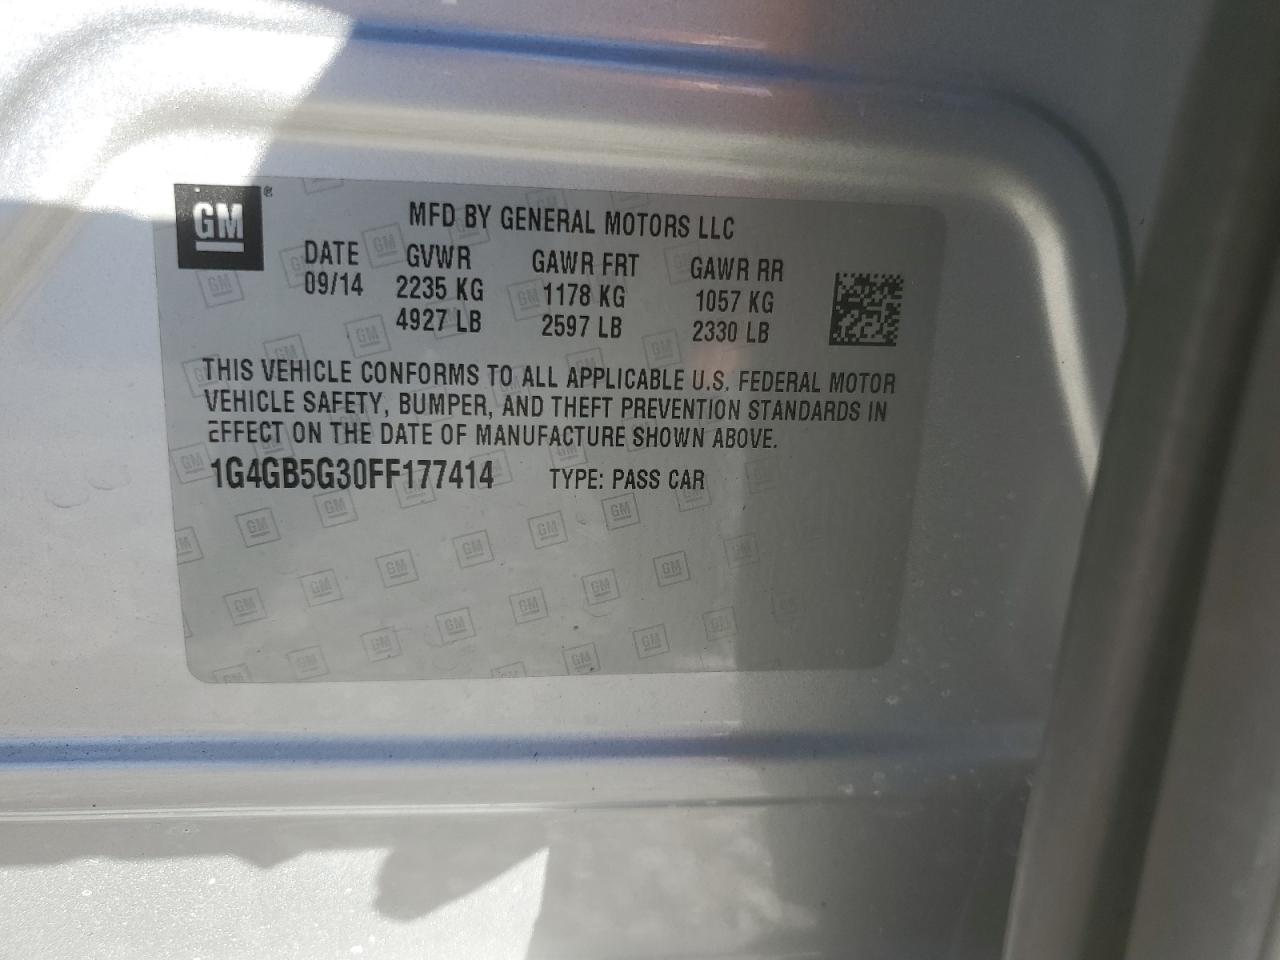 GM ®
MFD BY GENERAL MOTORS LLC
DATE GVWR GAWR FRT GAWR RR
09/14 2235 KG 1178 KG 1057 KG
4927 LB 2597 LB 2330 LB
THIS VEHICLE CONFORMS TO ALL APPLICABLE U.S. FEDERAL MOTOR
VEHICLE SAFETY, BUMPER, AND THEFT PREVENTION STANDARDS IN
EFFECT ON THE DATE OF MANUFACTURE SHOWN ABOVE.
1G4GB5G30FF177414 TYPE: PASS CAR